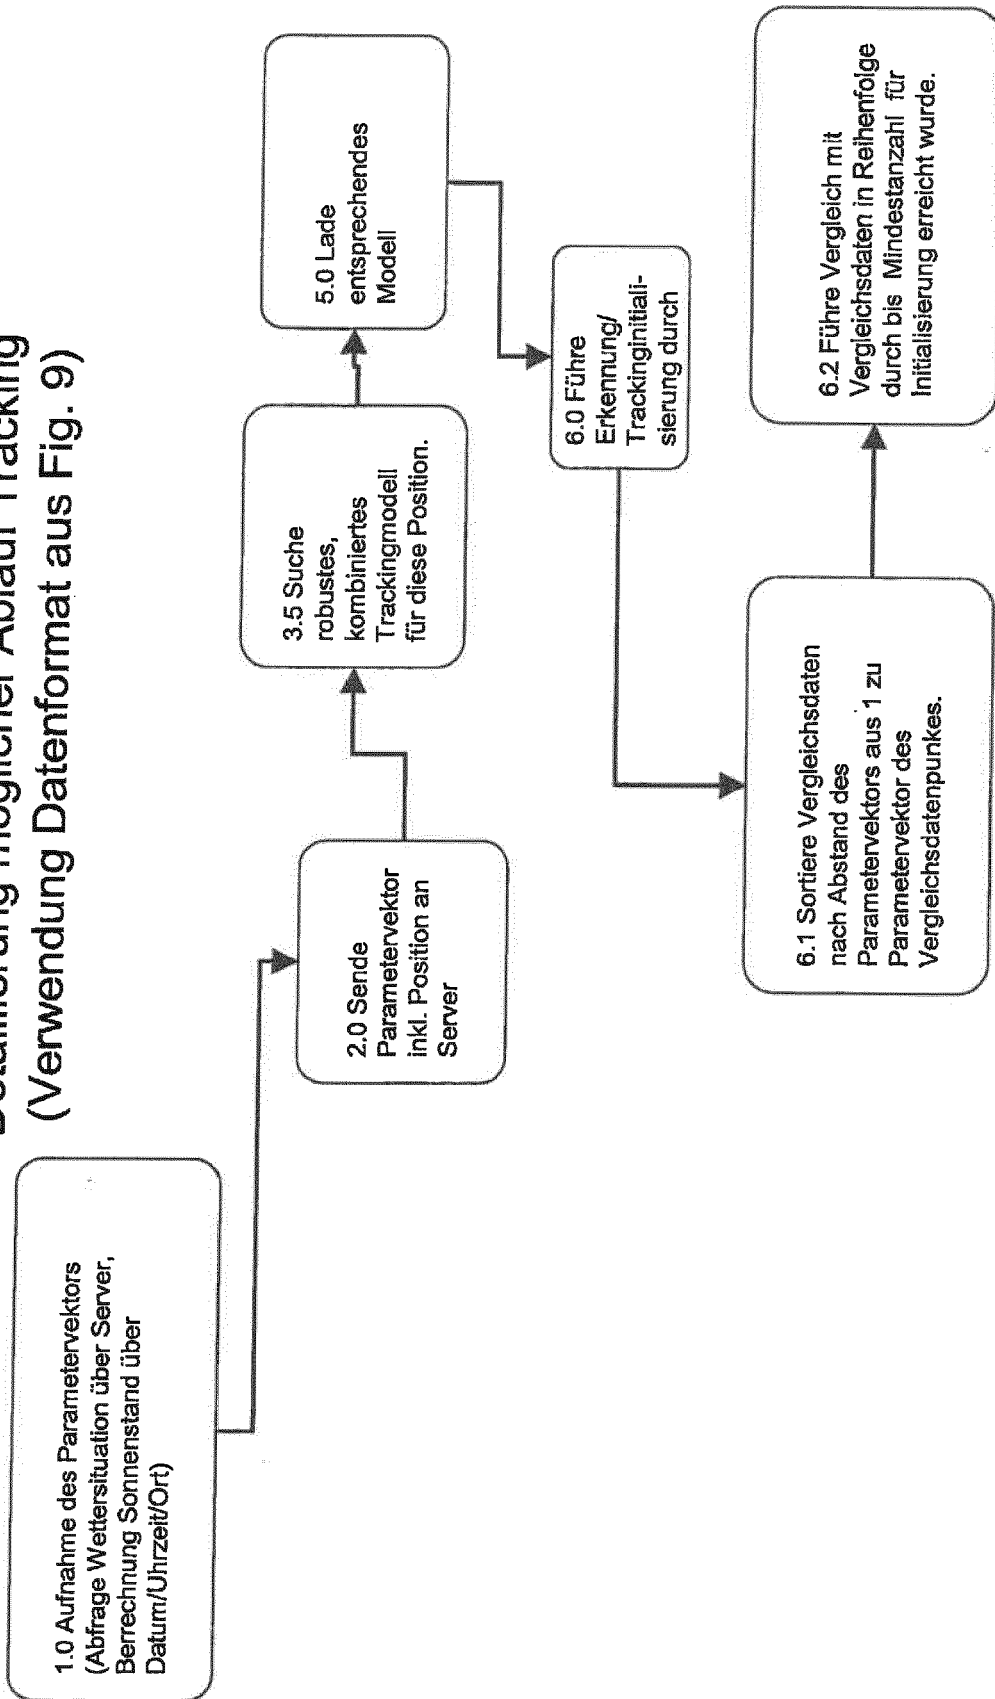 Detaillierung möglicher Ablauf Tracking
(Verwendung Datenformat aus Fig. 9)
1.0 Aufnahme des Parametervektors
(Abfrage Wettersituation über Server,
Berrechnung Sonnenstand über
Datum/Uhrzeit/Ort)
2.0 Sende
Parametervektor
inkl. Position an
Server
3.5 Suche
robustes,
kombiniertes
Trackingmodell
für diese Position.
5.0 Lade
entsprechendes
Modell
6.0 Führe
Erkennung/
Trackinginitiali-
sierung durch
6.1 Sortiere Vergleichsdaten
nach Abstand des
Parametervektors aus 1 zu
Parametervektor des
Vergleichsdatenpunkes.
6.2 Führe Vergleich mit
Vergleichsdaten in Reihenfolge
durch bis Mindestanzahl für
Initialisierung erreicht wurde.